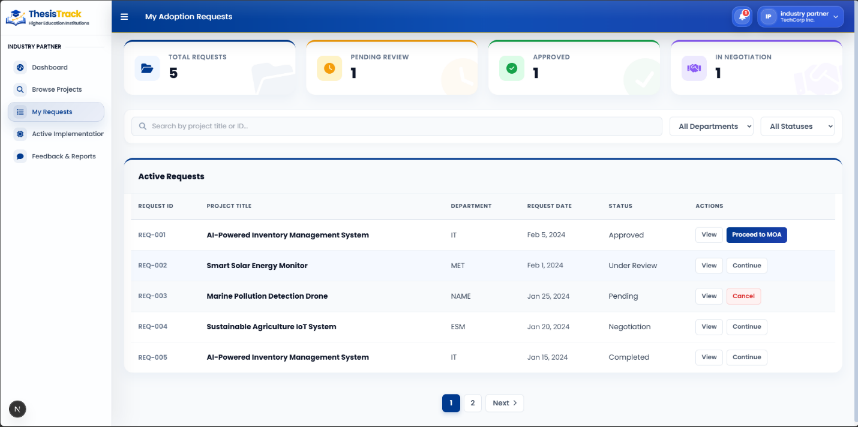 ThesisTrack
Higher Education Institutions
INDUSTRY PARTNER
Dashboard
Browse Projects
My Requests
Active Implementation
Feedback & Reports
N
My Adoption Requests
IP
industry partner
TechCorp Inc.
TOTAL REQUESTS
5
PENDING REVIEW
1
APPROVED
1
IN NEGOTIATION
1
Search by project title or ID...
All Departments
All Statuses
Active Requests
REQUEST ID PROJECT TITLE DEPARTMENT REQUEST DATE STATUS ACTIONS
REQ-001 AI-Powered Inventory Management System IT Feb 5, 2024 Approved View Proceed to MOA
REQ-002 Smart Solar Energy Monitor MET Feb 1, 2024 Under Review View Continue
REQ-003 Marine Pollution Detection Drone NAME Jan 25, 2024 Pending View Cancel
REQ-004 Sustainable Agriculture IoT System ESM Jan 20, 2024 Negotiation View Continue
REQ-005 AI-Powered Inventory Management System IT Jan 15, 2024 Completed View Continue
1 2 Next